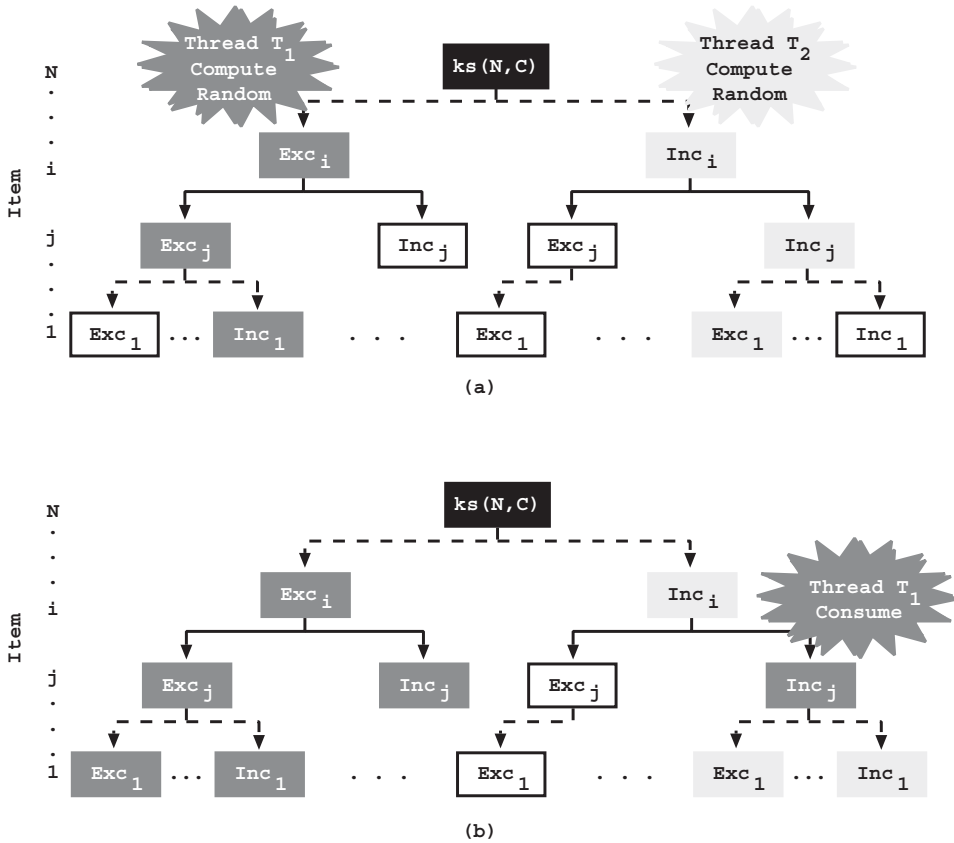 Thread T1
Compute
Random
ks(N,C)
Thread T2
Compute
Random
N
.
.
.
i
Item
Exci
Inci
j
.
.
.
1
Excj
Incj
Excj
Incj
Exc1
...
Inc1
. . .
Exc1
. . .
Exc1
...
Inc1
(a)
ks(N,C)
N
.
.
.
i
Item
Exci
Inci
Thread T1
Consume
j
.
.
.
1
Excj
Incj
Excj
Incj
Exc1
...
Inc1
. . .
Exc1
. . .
Exc1
...
Inc1
(b)